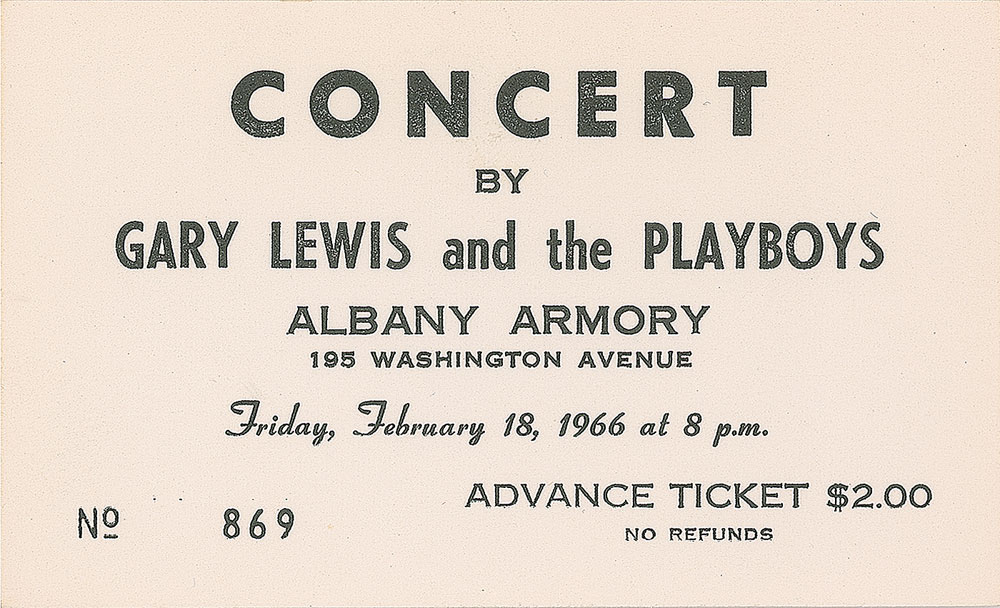 CONCERT
BY
GARY LEWIS and the PLAYBOYS
ALBANY ARMORY
195 WASHINGTON AVENUE
Friday, February 18, 1966 at 8 p.m.
ADVANCE TICKET $2.00
Nº 869
NO REFUNDS